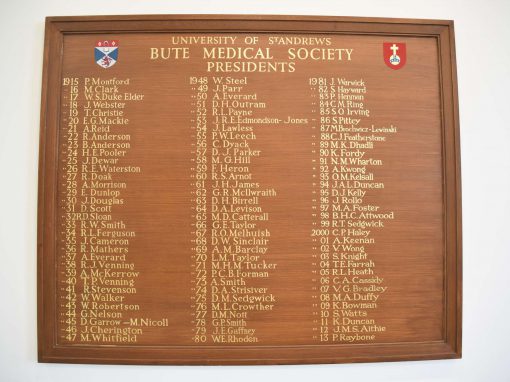 UNIVERSITY OF ST ANDREWS
BUTE MEDICAL SOCIETY
PRESIDENTS
1915 P. Montford
" 16 M. Clark
" 17 W. S. Duke Elder
" 18 J. Webster
" 19 T. Christie
" 20 E. G. Mackie
" 21 A. Reid
" 22 R. Anderson
" 23 B. Anderson
" 24 H. E. Pooler
" 25 J. Dewar
" 26 R. E. Waterston
" 27 R. Doak
" 28 A. Morrison
" 29 E. Dunlop
" 30 J. Douglas
" 31 D. Scott
" 32 R.D. Sloan
" 33 R. W. Smith
" 34 R. L. Ferguson
" 35 J. Cameron
" 36 R. Mathers
" 37 A. Everard
" 38 R. J. Venning
" 39 A. McKerrow
" 40 T. P. Venning
" 41 R. Stevenson
" 42 W. Walker
" 43 W. Robertson
" 44 G. Nelson
" 45 D. Garrow - M. Nicoll
" 46 J. Cherington
" 47 M. Whitfield
1948 W. Steel
" 49 J. Parr
" 50 A. Everard
" 51 D. H. Outram
" 52 R. L. Payne
" 53 J. R. E. Edmondson-Jones
" 54 J. Lawless
" 55 P. W. Leech
" 56 C. Dyack
" 57 D. J. Parker
" 58 M. G. Hill
" 59 F. Heron
" 60 R. S. Arnot
" 61 J. H. James
" 62 G. R. McIlwraith
" 63 D. H. Birrell
" 64 D. A. Levison
" 65 M. D. Catterall
" 66 G. E. Taylor
" 67 R. O. Melhuish
" 68 D. W. Sinclair
" 69 A. M. Barclay
" 70 L. M. Taylor
" 71 M. H. M. Tucker
" 72 P. C. B. Forman
" 73 A. Smith
" 74 D. A. Strisiver
" 75 D. M. Sedgwick
" 76 M. L. Crowther
" 77 D. M. Nott
" 78 G. P. Smith
" 79 J. E. Gaffney
" 80 W. E. Rhoden
1981 J. Warwick
" 82 S. Hayward
" 83 P. Herman
" 84 C. M. Ring
" 85 S. O. Irving
" 86 S. Pittey
" 87 M. Brochwicz-Lewinski
" 88 C. J. Featherstone
" 89 M. K. Dhadli
" 90 K. Fordy
" 91 N. M. Wharton
" 92 A. Kwong
" 93 O. M. Kelsall
" 94 J. A. L. Duncan
" 95 D. J. Kelly
" 96 J. Rollo
" 97 M. A. Foster
" 98 B. H. C. Attwood
" 99 R. T. Sedgwick
2000 C. P. Haley
" 01 A. Keenan
" 02 V. Wong
" 03 S. Knight
" 04 T. E. Farrah
" 05 R. L. Heath
" 06 C. A. Cassidy
" 07 V. G. Bradley
" 08 M. A. Duffy
" 09 K. Bowman
" 10 S. Watts
" 11 K. Duncan
" 12 J. M. S. Aithie
" 13 P. Raybone